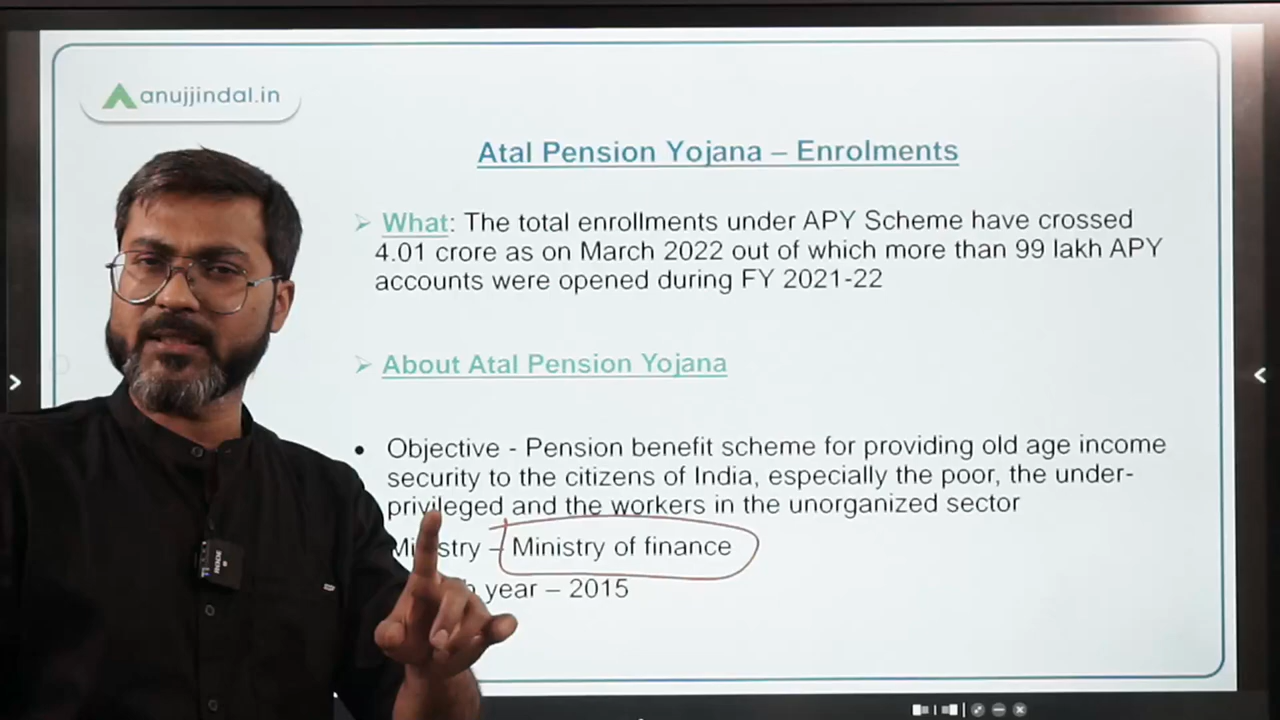 anujjindal.in
Atal Pension Yojana – Enrolments
What: The total enrollments under APY Scheme have crossed
4.01 crore as on March 2022 out of which more than 99 lakh APY
accounts were opened during FY 2021-22
About Atal Pension Yojana
Objective - Pension benefit scheme for providing old age income
security to the citizens of India, especially the poor, the under-
privileged and the workers in the unorganized sector
– Ministry of finance
year – 2015
RODE